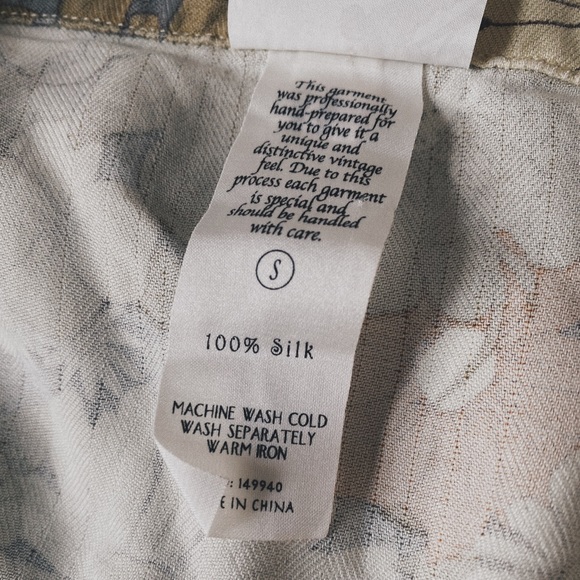 This garment
was professionally
hand-prepared for
you to give it a
unique and
distinctive vintage
feel. Due to this
process each garment
is special and
should be handled
with care.
S
100% Silk
MACHINE WASH COLD
WASH SEPARATELY
WARM IRON
: 149940
E IN CHINA